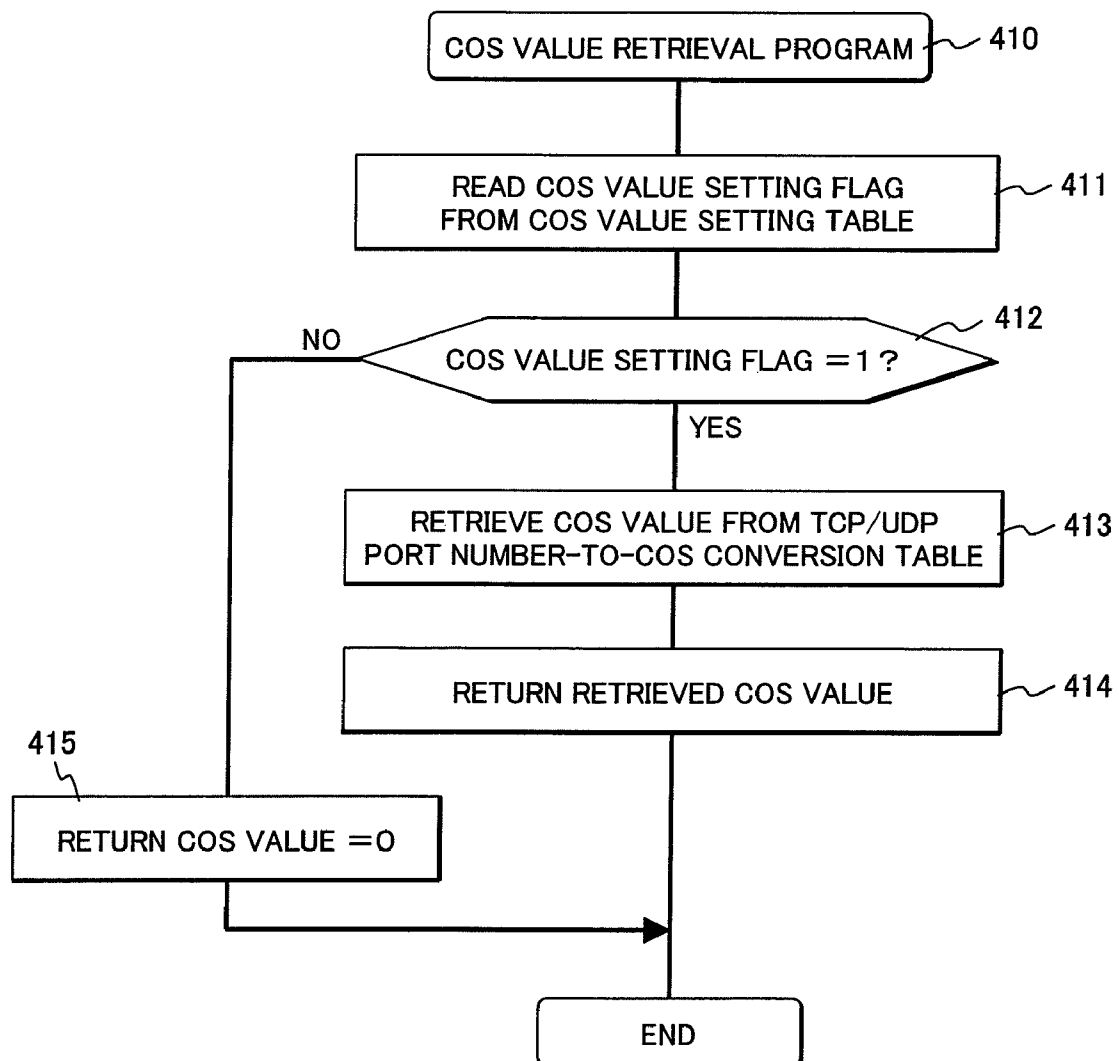 COS VALUE RETRIEVAL PROGRAM
410
READ COS VALUE SETTING FLAG
FROM COS VALUE SETTING TABLE
411
412
NO
COS VALUE SETTING FLAG =1?
YES
RETRIEVE COS VALUE FROM TCP/UDP
PORT NUMBER-TO-COS CONVERSION TABLE
413
RETURN RETRIEVED COS VALUE
414
415
RETURN COS VALUE =0
END